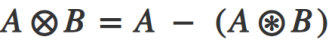 A ⊗ B = A − (A ⊛ B)